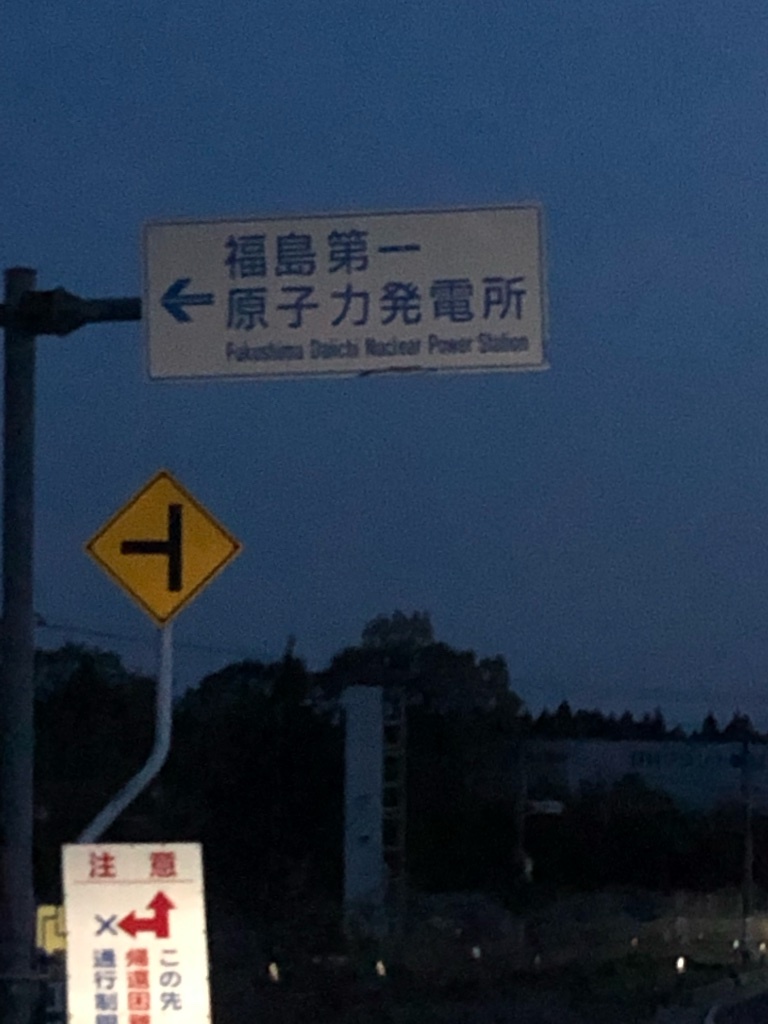 福島第一
原子力発電所
Fukushima Daiichi Nuclear Power Station
注意
この先
帰還困難
通行制限